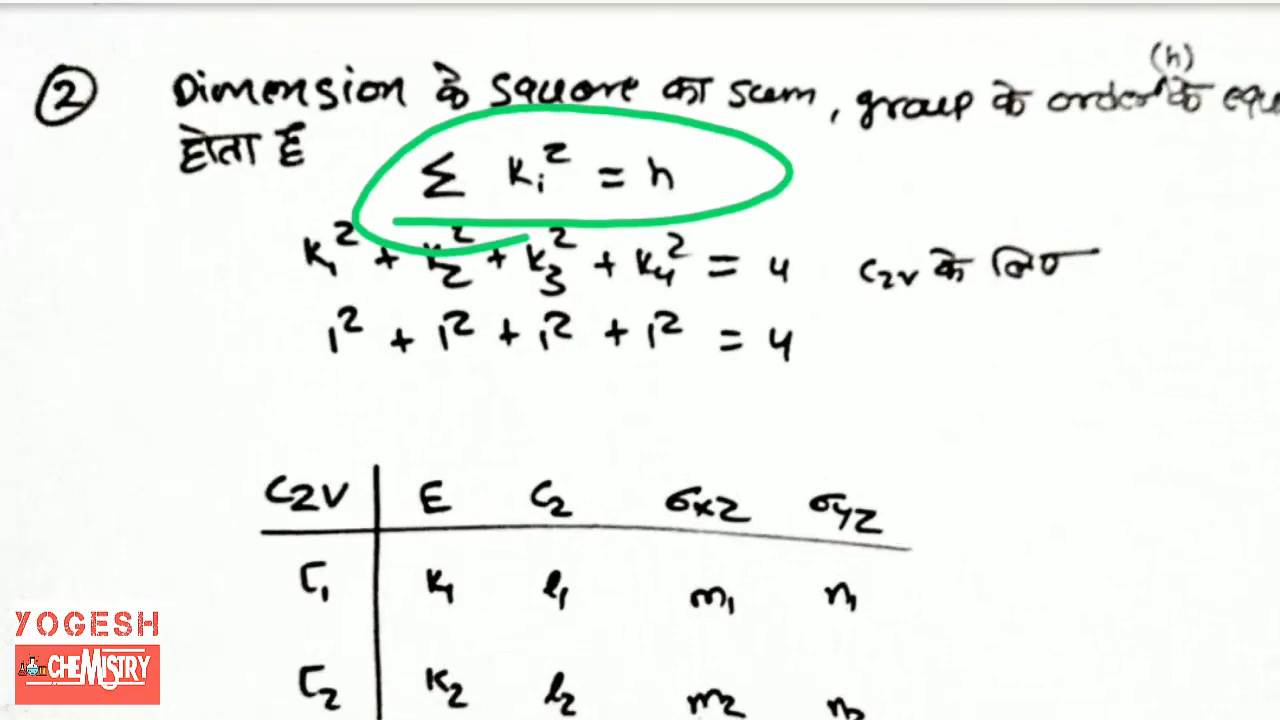 (h)
② Dimension के square का sum, group के order के equ
होता है
Σ Kᵢ² = h
K₁² + K₂² + K₃² + K₄² = 4 C₂ᵥ के लिए
1² + 1² + 1² + 1² = 4
C2V E C₂ σxz σyz
Γ₁ K₁ l₁ m₁ n₁
Γ₂ K₂ l₂ m₂ n₂
YOGESH
CHEMISTRY